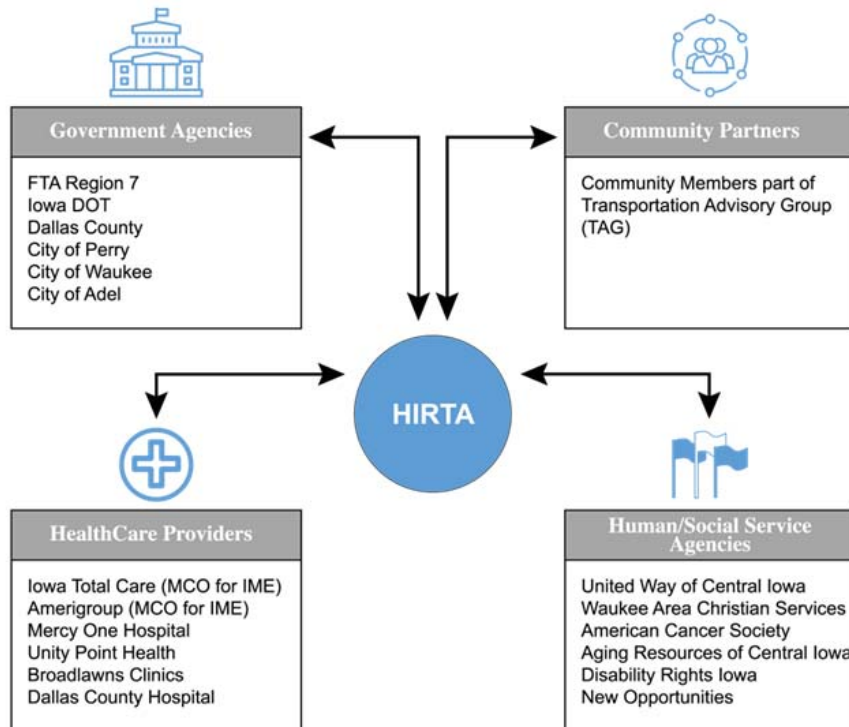 Government Agencies
FTA Region 7
Iowa DOT
Dallas County
City of Perry
City of Waukee
City of Adel
Community Partners
Community Members part of
Transportation Advisory Group
(TAG)
HIRTA
HealthCare Providers
Iowa Total Care (MCO for IME)
Amerigroup (MCO for IME)
Mercy One Hospital
Unity Point Health
Broadlawns Clinics
Dallas County Hospital
Human/Social Service
Agencies
United Way of Central Iowa
Waukee Area Christian Services
American Cancer Society
Aging Resources of Central Iowa
Disability Rights Iowa
New Opportunities